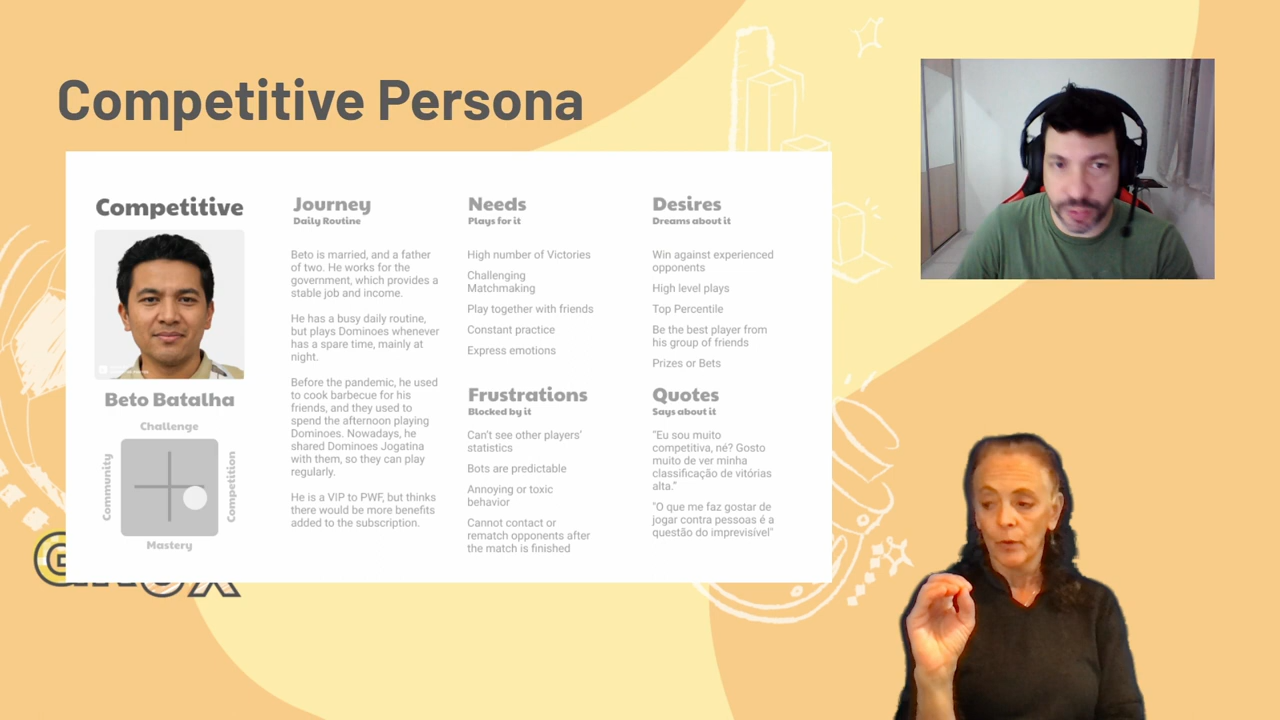 Competitive Persona
Competitive
Beto Batalha
Challenge
Community
Competition
Mastery
Journey
Daily Routine
Beto is married, and a father
of two. He works for the
government, which provides a
stable job and income.
He has a busy daily routine,
but plays Dominoes whenever
has a spare time, mainly at
night.
Before the pandemic, he used
to cook barbecue for his
friends, and they used to
spend the afternoon playing
Dominoes. Nowadays, he
shared Dominoes Jogatina
with them, so they can play
regularly.
He is a VIP to PWF, but thinks
there would be more benefits
added to the subscription.
Needs
Plays for it
High number of Victories
Challenging
Matchmaking
Play together with friends
Constant practice
Express emotions
Frustrations
Blocked by it
Can't see other players'
statistics
Bots are predictable
Annoying or toxic
behavior
Cannot contact or
rematch opponents after
the match is finished
Desires
Dreams about it
Win against experienced
opponents
High level plays
Top Percentile
Be the best player from
his group of friends
Prizes or Bets
Quotes
Says about it
"Eu sou muito
competitiva, né? Gosto
muito de ver minha
classificação de vitórias
alta."
"O que me faz gostar de
jogar contra pessoas é a
questão do imprevisível"